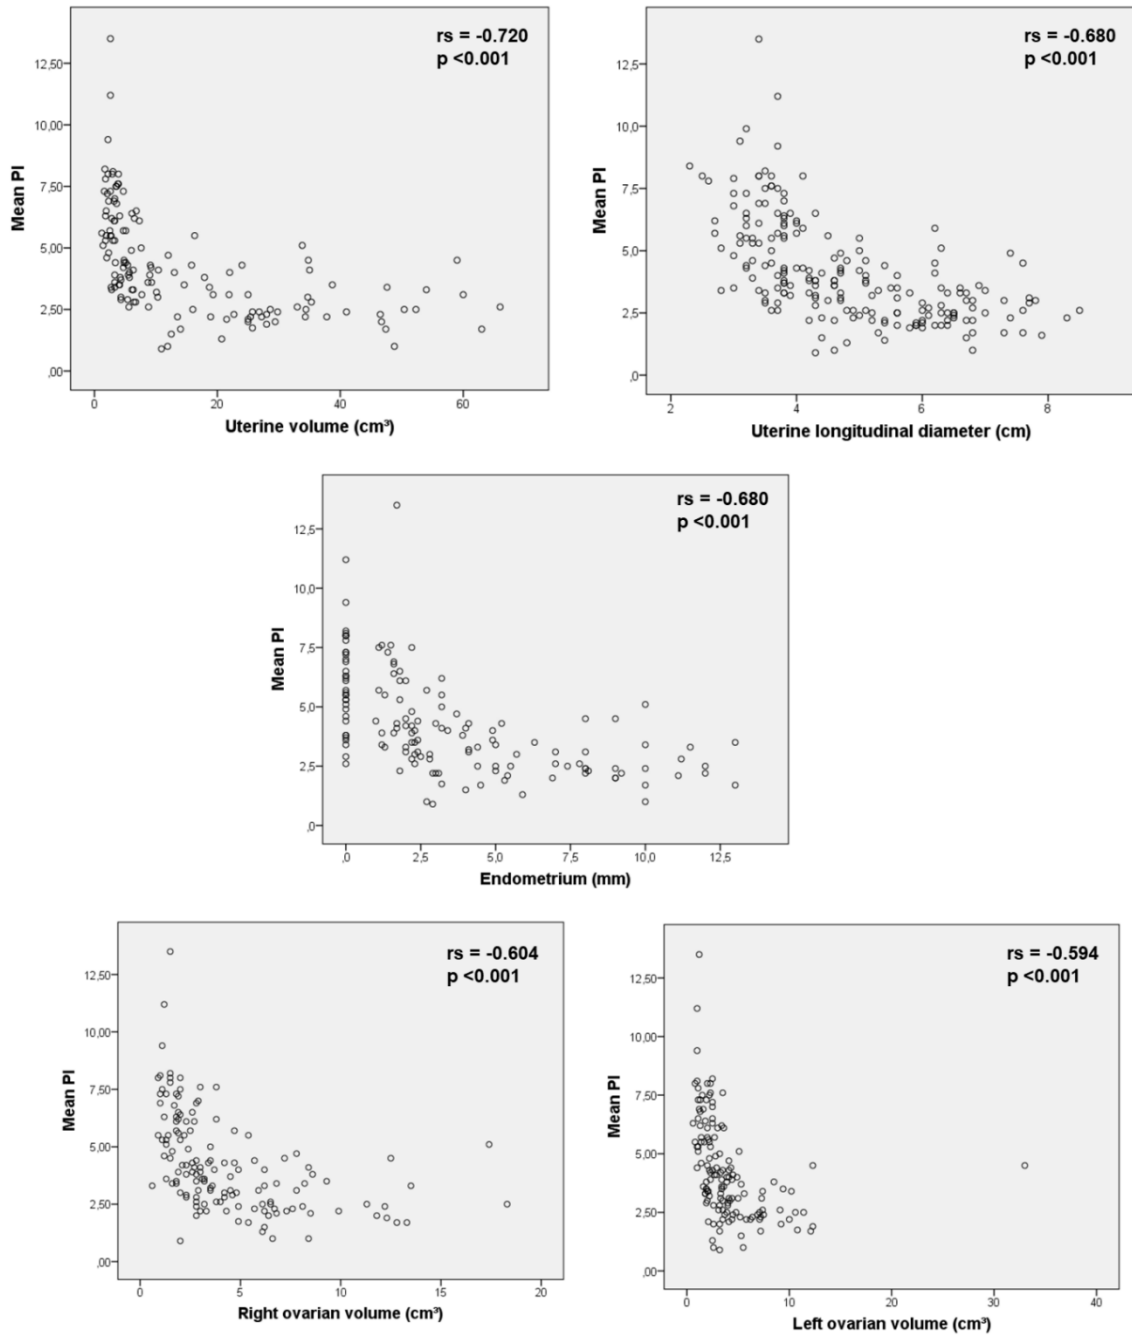 rs = -0.720
p <0.001
12,50
10,00
7,50
5,00
2,50
,00
Mean PI
0 20 40 60
Uterine volume (cm³)
rs = -0.680
p <0.001
12,5
10,0
7,5
5,0
2,5
,0
Mean PI
2 4 6 8
Uterine longitudinal diameter (cm)
rs = -0.680
p <0.001
12,5
10,0
7,5
5,0
2,5
,0
Mean PI
,0 2,5 5,0 7,5 10,0 12,5
Endometrium (mm)
rs = -0.604
p <0.001
12,50
10,00
7,50
5,00
2,50
,00
Mean PI
0 5 10 15 20
Right ovarian volume (cm³)
rs = -0.594
p <0.001
12,50
10,00
7,50
5,00
2,50
,00
Mean PI
0 10 20 30 40
Left ovarian volume (cm³)